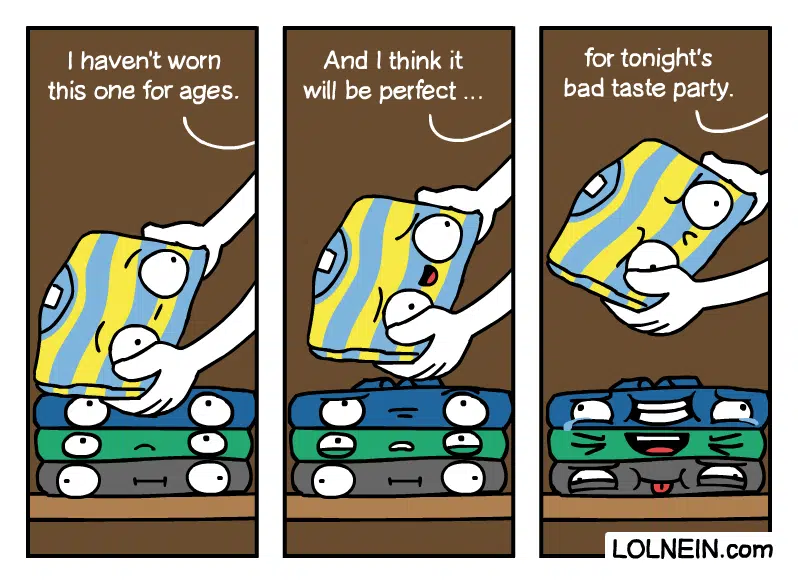 I haven't worn
this one for ages.
And I think it
will be perfect ...
for tonight's
bad taste party.
LOLNEIN.com